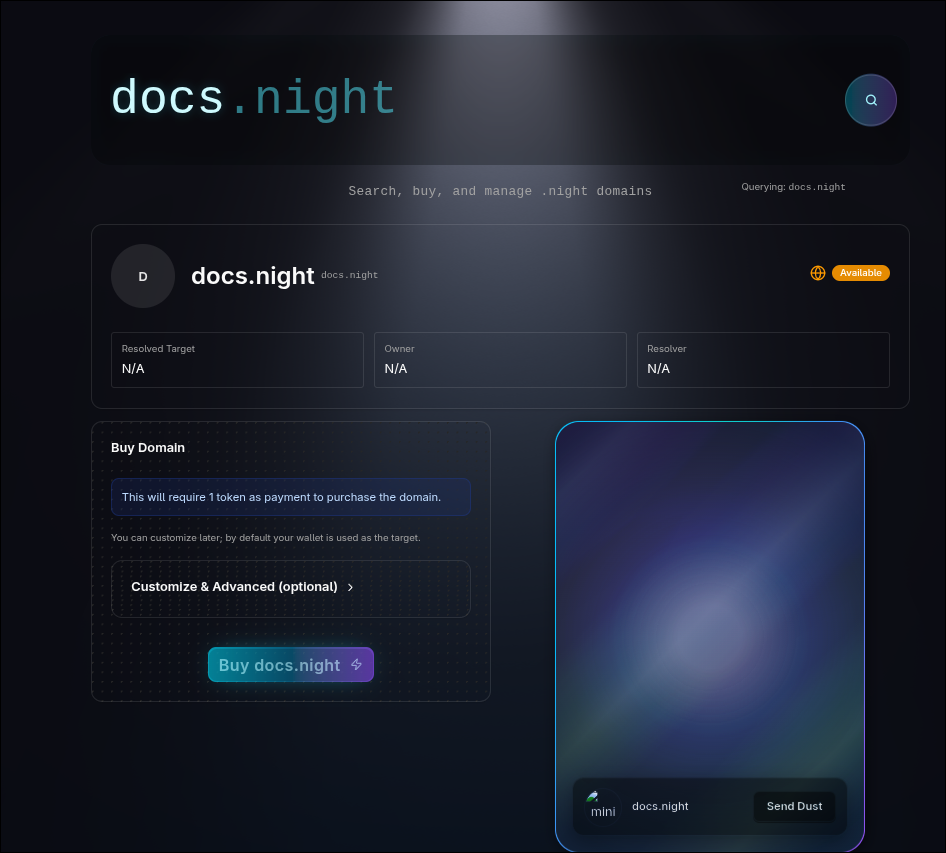 docs.night
Search, buy, and manage .night domains
Querying: docs.night
D
docs.night docs.night
Available
Resolved Target
N/A
Owner
N/A
Resolver
N/A
Buy Domain
This will require 1 token as payment to purchase the domain.
You can customize later; by default your wallet is used as the target.
Customize & Advanced (optional)
Buy docs.night
mini
docs.night
Send Dust